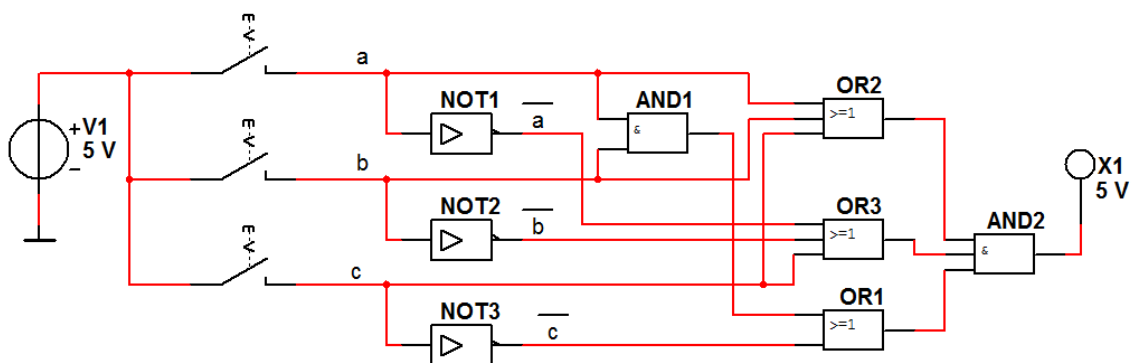 E
V
a
OR2
NOT1
a
AND1
+
V1
5 V
–
&
>=1
E
V
b
X1
5 V
NOT2
b
OR3
>=1
AND2
&
E
V
c
NOT3
c
OR1
>=1